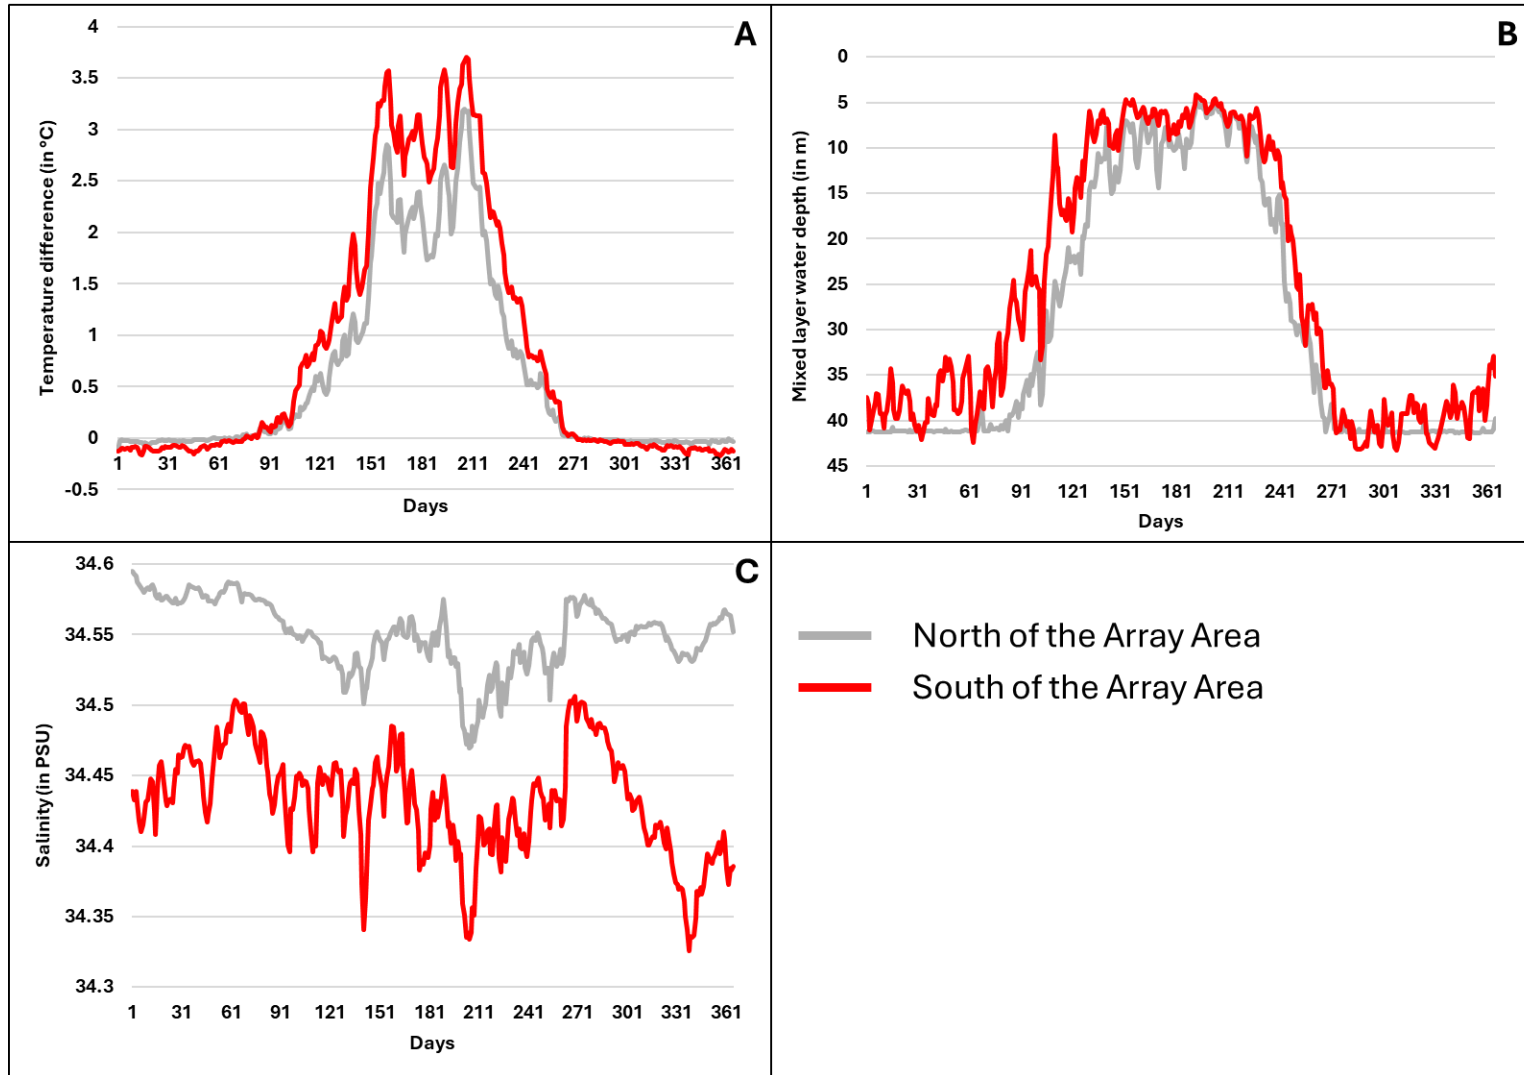 A
Temperature difference (in °C)
4
3.5
3
2.5
2
1.5
1
0.5
0
-0.5
1 31 61 91 121 151 181 211 241 271 301 331 361
Days
B
Mixed layer water depth (in m)
0
5
10
15
20
25
30
35
40
45
1 31 61 91 121 151 181 211 241 271 301 331 361
Days
C
Salinity (in PSU)
34.6
34.55
34.5
34.45
34.4
34.35
34.3
1 31 61 91 121 151 181 211 241 271 301 331 361
Days
North of the Array Area
South of the Array Area